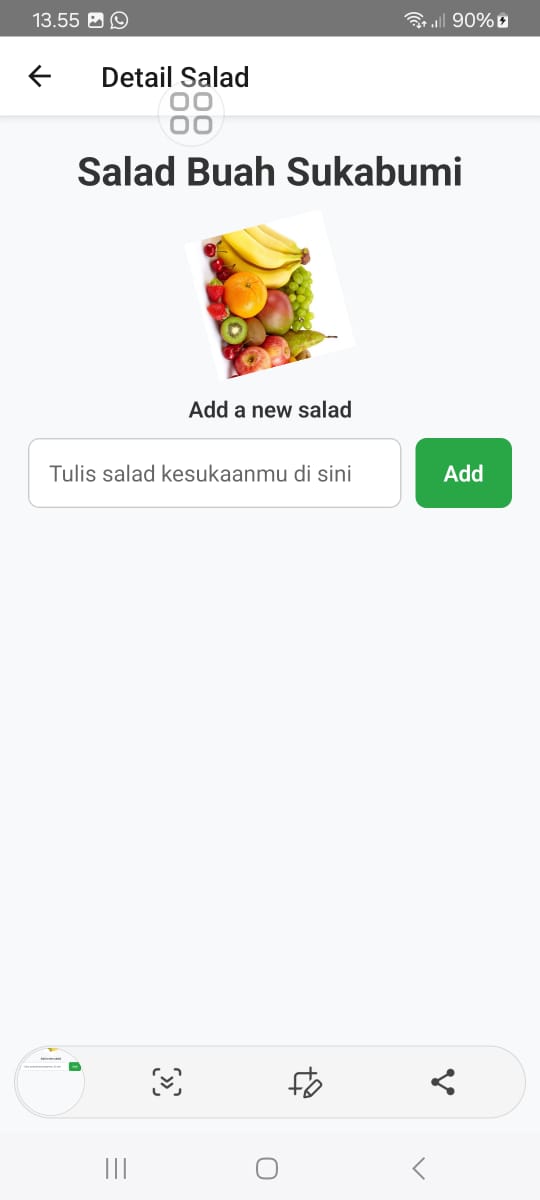 13.55 90%
Detail Salad
Salad Buah Sukabumi
Add a new salad
Tulis salad kesukaanmu di sini
Add